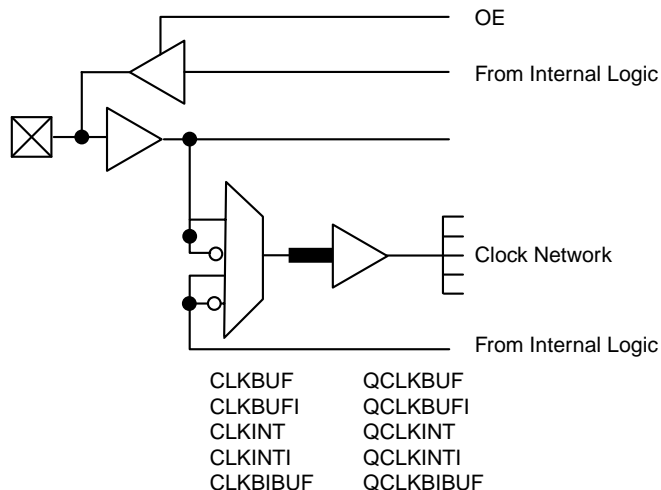 OE
From Internal Logic
Clock Network
From Internal Logic
CLKBUF QCLKBUF
CLKBUFI QCLKBUFI
CLKINT QCLKINT
CLKINTI QCLKINTI
CLKBIBUF QCLKBIBUF